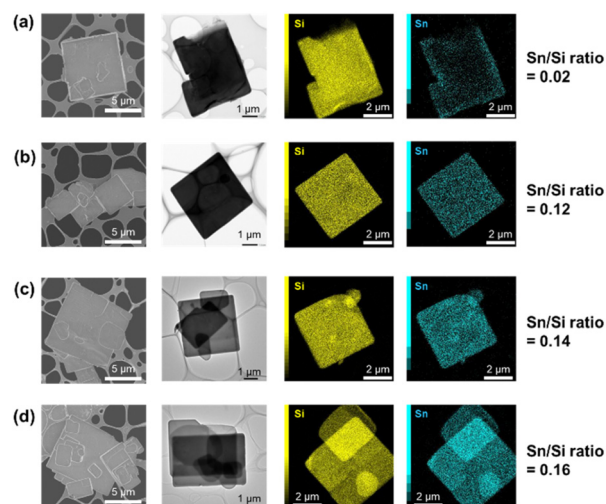 (a)
5 μm
1 μm
Si
2 μm
Sn
2 μm
Sn/Si ratio
= 0.02
(b)
5 μm
1 μm
Si
2 μm
Sn
2 μm
Sn/Si ratio
= 0.12
(c)
5 μm
1 μm
Si
2 μm
Sn
2 μm
Sn/Si ratio
= 0.14
(d)
5 μm
1 μm
Si
2 μm
Sn
2 μm
Sn/Si ratio
= 0.16